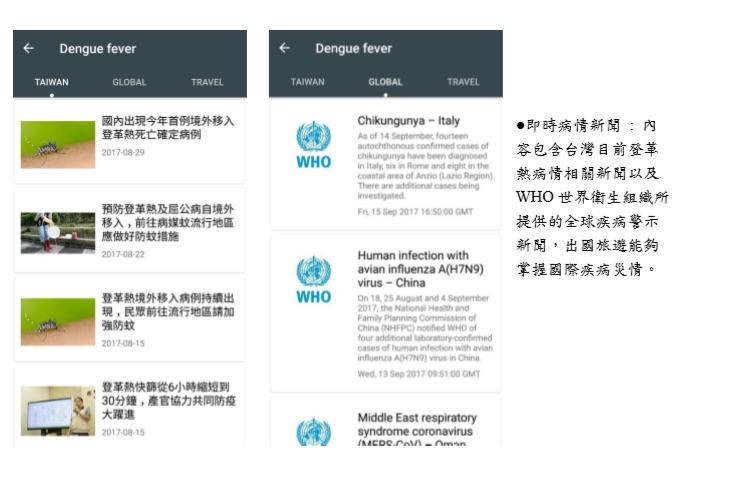 ← Dengue fever
TAIWAN GLOBAL TRAVEL
國內出現今年首例境外移入
登革熱死亡確定病例
2017-08-29
預防登革熱及屈公病自境外
移入，前往病媒蚊流行地區
應做好防蚊措施
2017-08-22
登革熱境外移入病例持續出
現，民眾前往流行地區請加
強防蚊
2017-08-15
登革熱快篩從6小時縮短到
30分鐘，產官協力共同防疫
大躍進
2017-08-15
← Dengue fever
TAIWAN GLOBAL TRAVEL
WHO
Chikungunya – Italy
As of 14 September, fourteen
autochthonous confirmed cases of
chikungunya have been diagnosed
in Italy, six in Rome and eight in the
coastal area of Anzio (Lazio Region).
There are additional cases being
investigated.
Fri, 15 Sep 2017 16:50:00 GMT
WHO
Human infection with
avian influenza A(H7N9)
virus – China
On 18, 25 August and 4 September
2017, the National Health and
Family Planning Commission of
China (NHFPC) notified WHO of
four additional laboratory-confirmed
cases of human infection with avian
influenza A(H7N9) virus in China.
Wed, 13 Sep 2017 09:51:00 GMT
Middle East respiratory
syndrome coronavirus
(MERS-CoV) – Oman
●即時病情新聞：內
容包含台灣目前登革
熱病情相關新聞以及
WHO 世界衛生組織所
提供的全球疾病警示
新聞，出國旅遊能夠
掌握國際疾病災情。